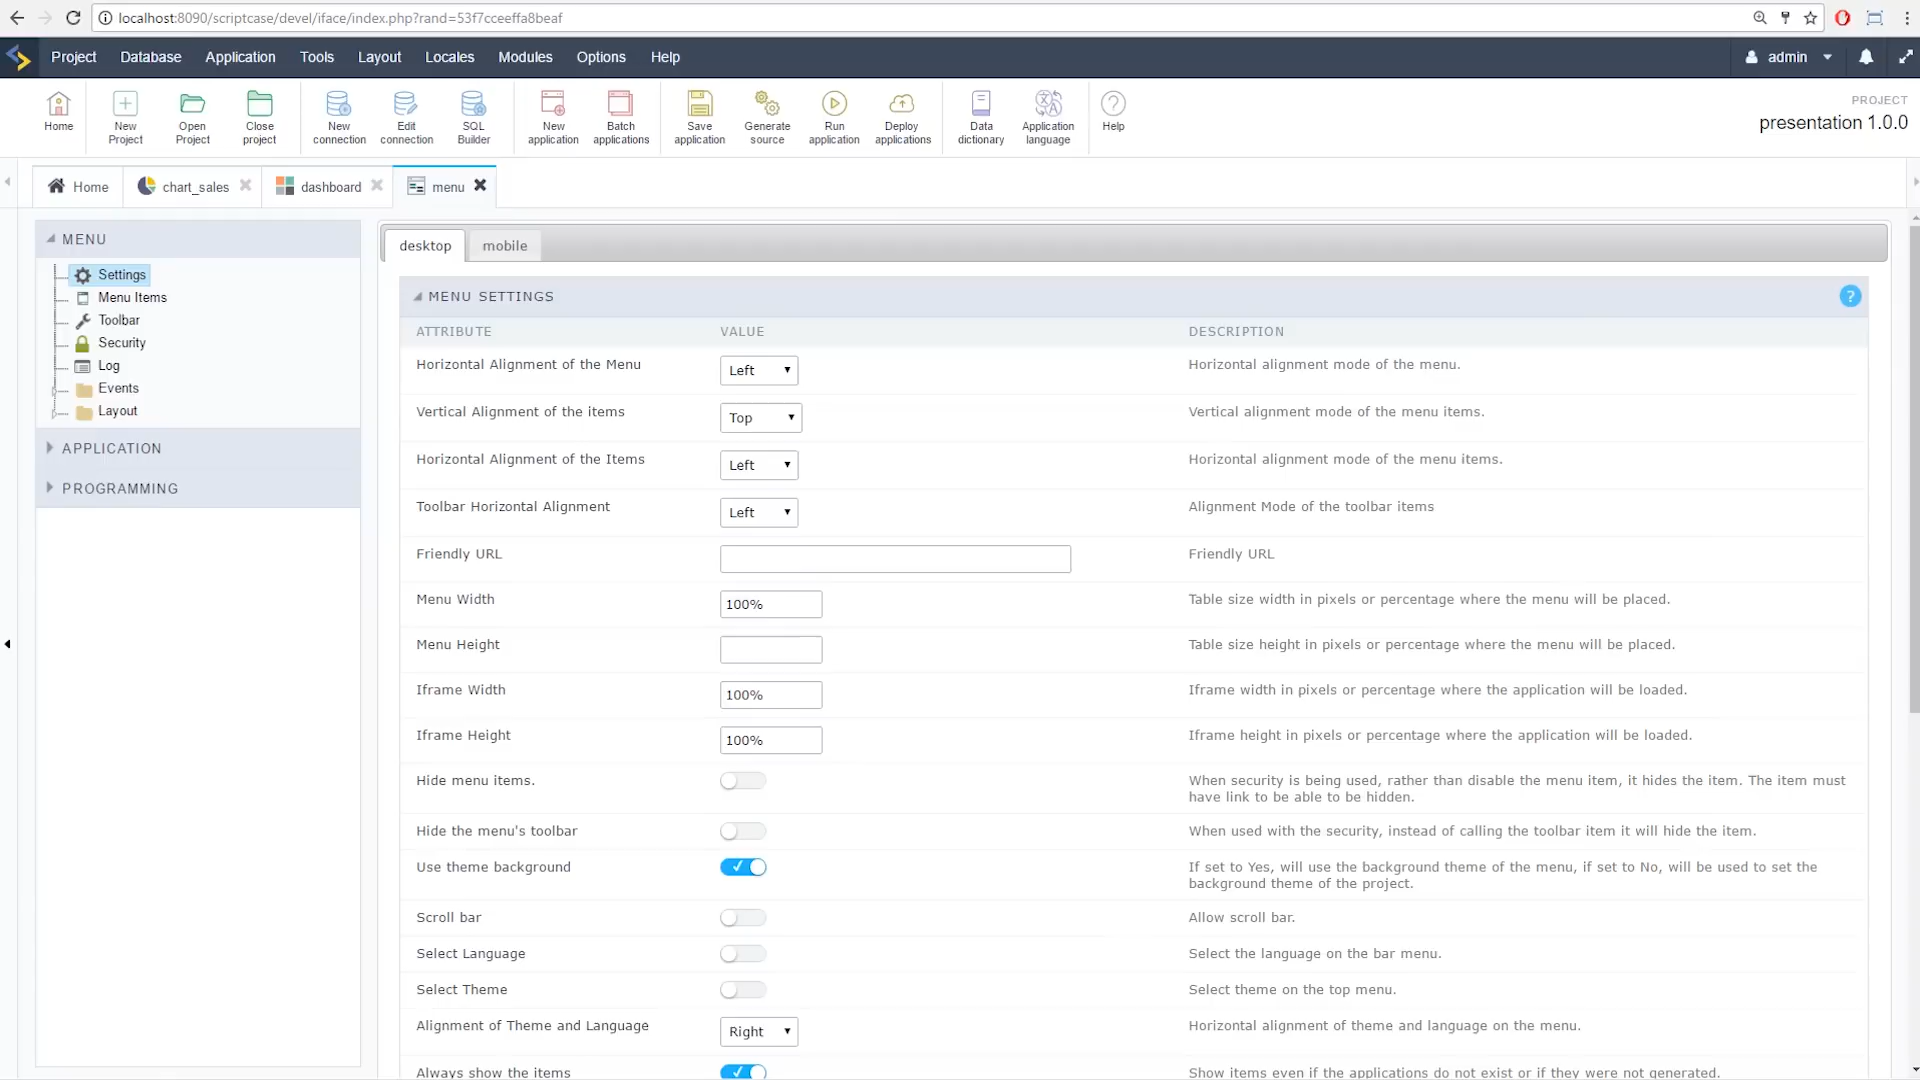 localhost:8090/scriptcase/devel/iface/index.php?rand=53f7cceeffa8beaf
Project Database Application Tools Layout Locales Modules Options Help admin
Home
New Project
Open Project
Close project
New connection
Edit connection
SQL Builder
New application
Batch applications
Save application
Generate source
Run application
Deploy applications
Data dictionary
Application language
Help
PROJECT
presentation 1.0.0
Home chart_sales dashboard menu
MENU
Settings
Menu Items
Toolbar
Security
Log
Events
Layout
APPLICATION
PROGRAMMING
desktop mobile
MENU SETTINGS ?
ATTRIBUTE VALUE DESCRIPTION
Horizontal Alignment of the Menu Left Horizontal alignment mode of the menu.
Vertical Alignment of the items Top Vertical alignment mode of the menu items.
Horizontal Alignment of the Items Left Horizontal alignment mode of the menu items.
Toolbar Horizontal Alignment Left Alignment Mode of the toolbar items
Friendly URL Friendly URL
Menu Width 100% Table size width in pixels or percentage where the menu will be placed.
Menu Height Table size height in pixels or percentage where the menu will be placed.
Iframe Width 100% Iframe width in pixels or percentage where the application will be loaded.
Iframe Height 100% Iframe height in pixels or percentage where the application will be loaded.
Hide menu items. When security is being used, rather than disable the menu item, it hides the item. The item must
have link to be able to be hidden.
Hide the menu's toolbar When used with the security, instead of calling the toolbar item it will hide the item.
Use theme background If set to Yes, will use the background theme of the menu, if set to No, will be used to set the
background theme of the project.
Scroll bar Allow scroll bar.
Select Language Select the language on the bar menu.
Select Theme Select theme on the top menu.
Alignment of Theme and Language Right Horizontal alignment of theme and language on the menu.
Always show the items Show items even if the applications do not exist or if they were not generated.